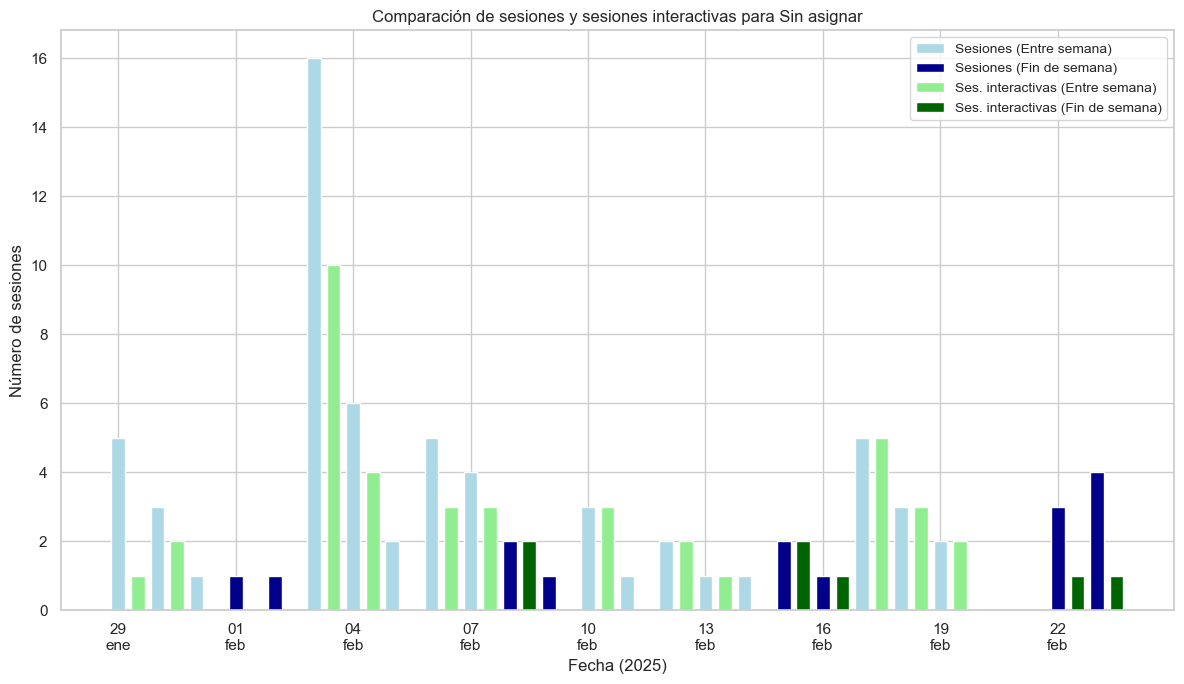 Comparación de sesiones y sesiones interactivas para Sin asignar
Sesiones (Entre semana)
Sesiones (Fin de semana)
Ses. interactivas (Entre semana)
Ses. interactivas (Fin de semana)
Número de sesiones
16
14
12
10
8
6
4
2
0
29 01 04 07 10 13 16 19 22
ene feb feb feb feb feb feb feb feb
Fecha (2025)